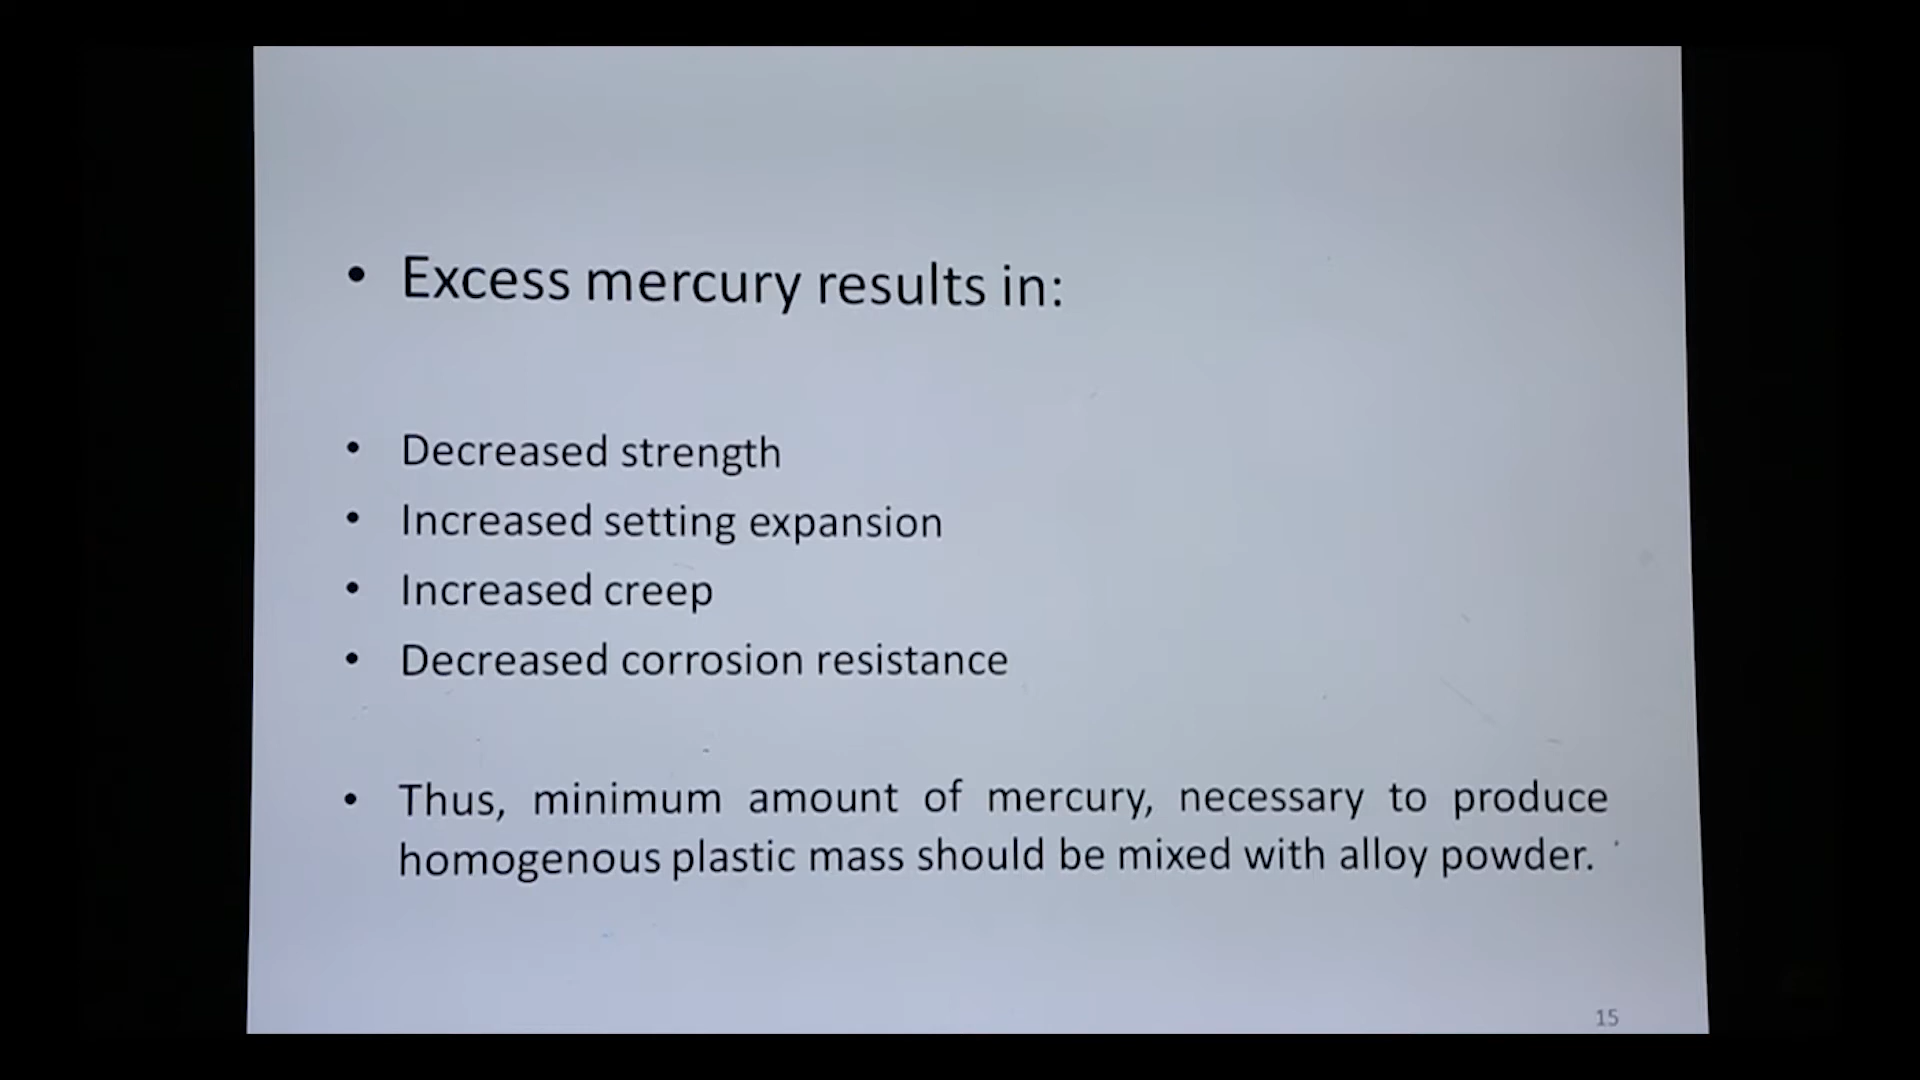 • Excess mercury results in:
• Decreased strength
• Increased setting expansion
• Increased creep
• Decreased corrosion resistance
• Thus, minimum amount of mercury, necessary to produce
homogenous plastic mass should be mixed with alloy powder.
15